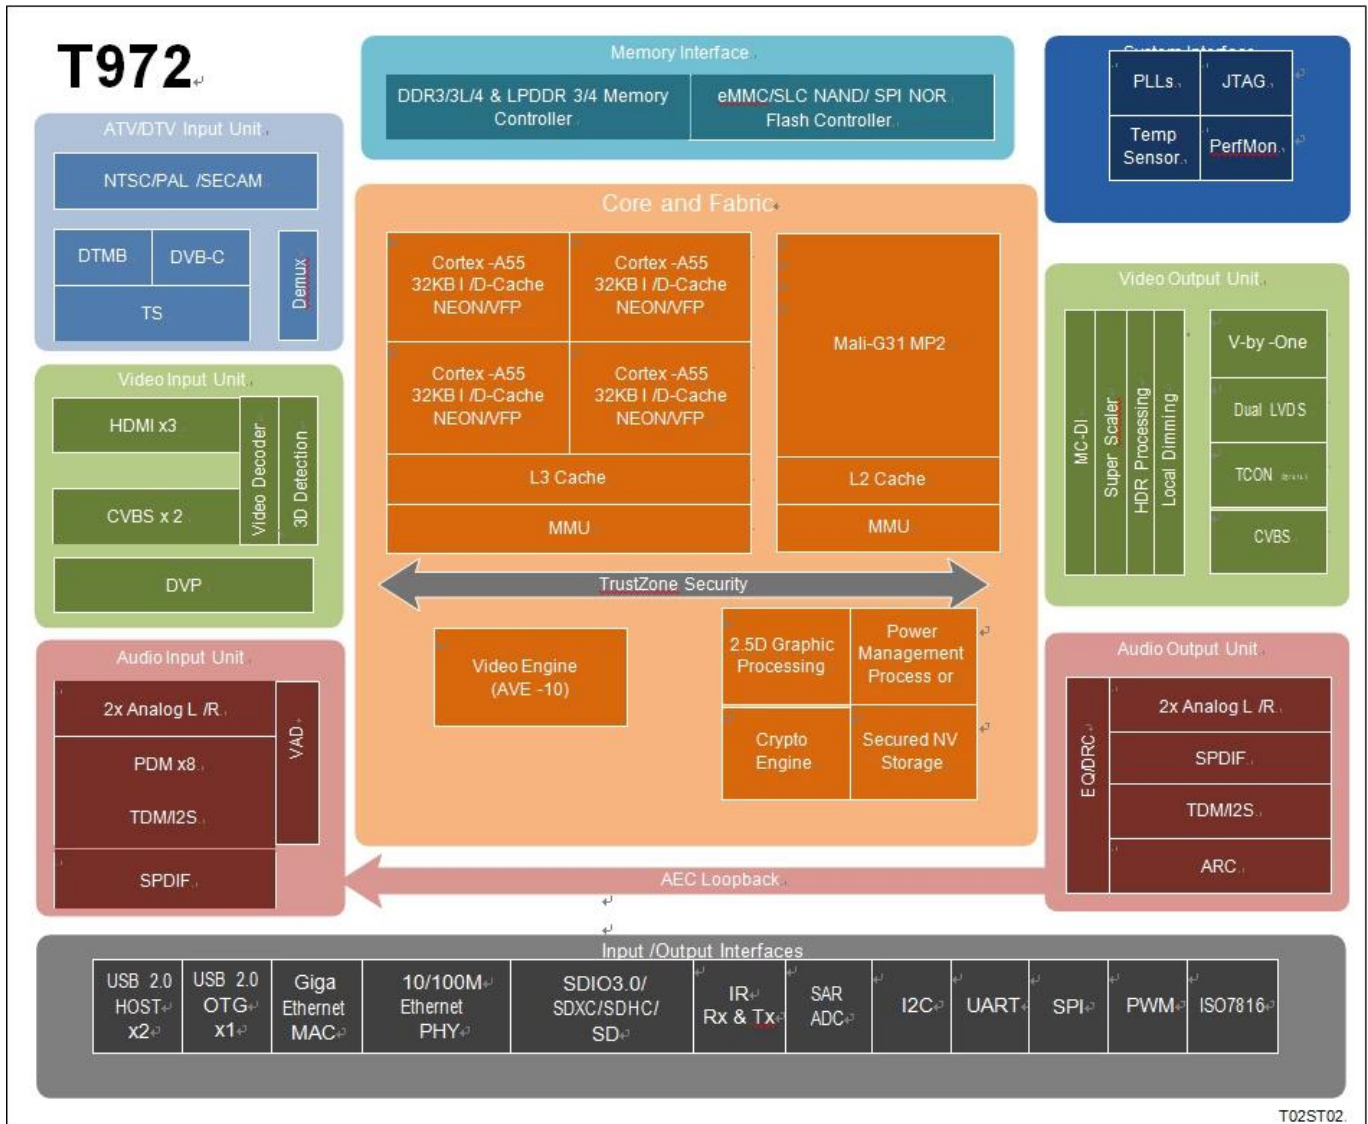 T972
Memory Interface
DDR3/3L/4 & LPDDR 3/4 Memory
Controller
eMMC/SLC NAND/ SPI NOR
Flash Controller
System Interface
PLLs
JTAG
Temp
Sensor
PerfMon
ATV/DTV Input Unit
NTSC/PAL /SECAM
DTMB
DVB-C
TS
Demux
Core and Fabric
Cortex -A55
32KB I /D-Cache
NEON/VFP
Cortex -A55
32KB I /D-Cache
NEON/VFP
Cortex -A55
32KB I /D-Cache
NEON/VFP
Cortex -A55
32KB I /D-Cache
NEON/VFP
L3 Cache
MMU
Mali-G31 MP2
L2 Cache
MMU
TrustZone Security
Video Engine
(AVE -10)
2.5D Graphic
Processing
Power
Management
Process or
Crypto
Engine
Secured NV
Storage
Video Input Unit
HDMI x3
CVBS x 2
Video Decoder
3D Detection
DVP
Video Output Unit
MC-DI
Super Scaler
HDR Processing
Local Dimming
V-by -One
Dual LVDS
TCON
CVBS
Audio Input Unit
2x Analog L /R
PDM x8
TDM/I2S
SPDIF
VAD
Audio Output Unit
EQ/DRC
2x Analog L /R
SPDIF
TDM/I2S
ARC
AEC Loopback
Input /Output Interfaces
USB 2.0
HOST
x2
USB 2.0
OTG
x1
Giga
Ethernet
MAC
10/100M
Ethernet
PHY
SDIO3.0/
SDXC/SDHC/
SD
IR
Rx & Tx
SAR
ADC
I2C
UART
SPI
PWM
ISO7816
T02ST02